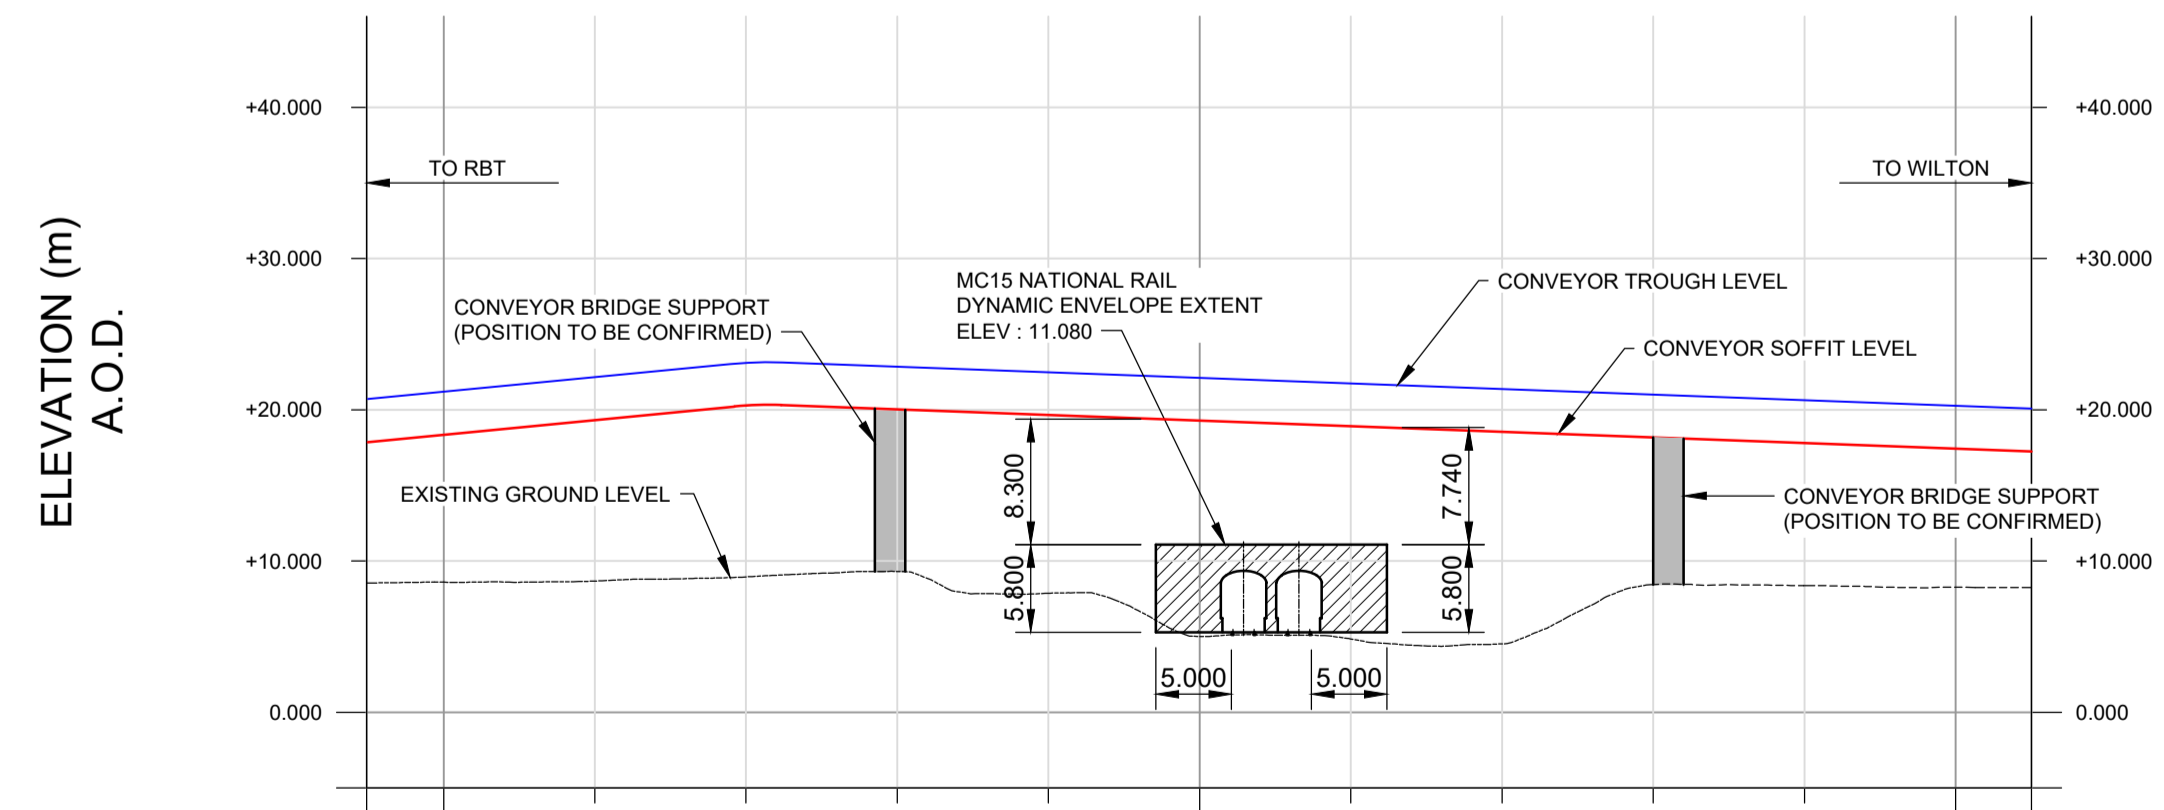 ELEVATION (m)
A.O.D.
+40.000
+30.000
+20.000
+10.000
0.000
TO RBT
TO WILTON
CONVEYOR BRIDGE SUPPORT
(POSITION TO BE CONFIRMED)
MC15 NATIONAL RAIL
DYNAMIC ENVELOPE EXTENT
ELEV : 11.080
CONVEYOR TROUGH LEVEL
CONVEYOR SOFFIT LEVEL
EXISTING GROUND LEVEL
8.300
5.800
7.740
5.800
5.000
5.000
CONVEYOR BRIDGE SUPPORT
(POSITION TO BE CONFIRMED)
+40.000
+30.000
+20.000
+10.000
0.000